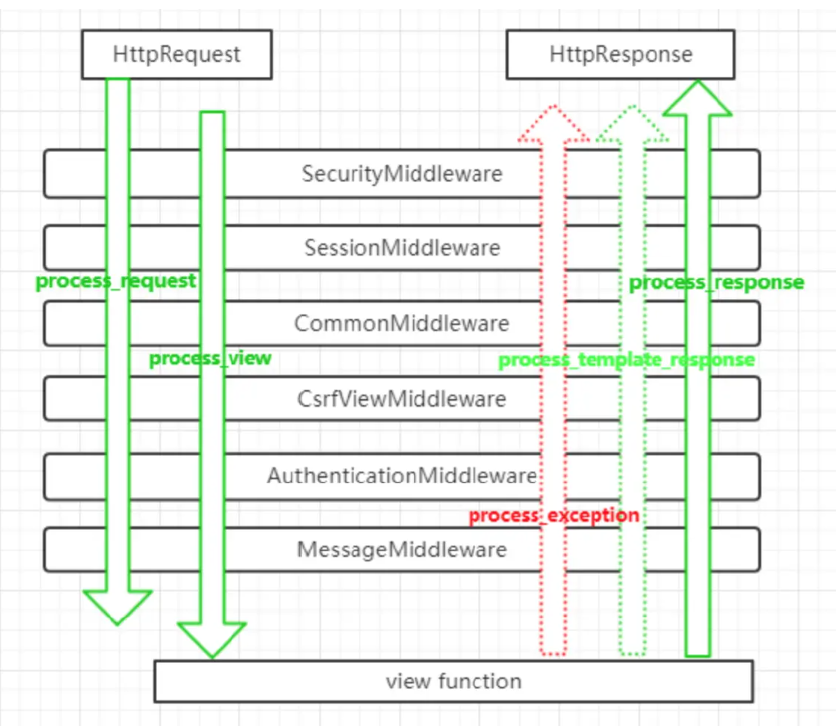 HttpRequest
HttpResponse
SecurityMiddleware
SessionMiddleware
process_request
process_response
CommonMiddleware
process_view
process_template_response
CsrfViewMiddleware
AuthenticationMiddleware
process_exception
MessageMiddleware
view function